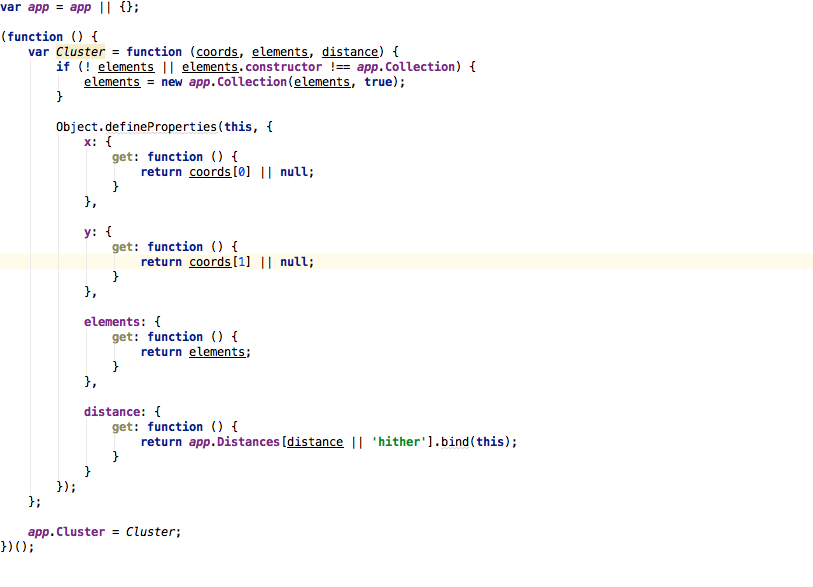 var app = app || {};

(function () {
    var Cluster = function (coords, elements, distance) {
        if (! elements || elements.constructor !== app.Collection) {
            elements = new app.Collection(elements, true);
        }

        Object.defineProperties(this, {
            x: {
                get: function () {
                    return coords[0] || null;
                }
            },

            y: {
                get: function () {
                    return coords[1] || null;
                }
            },

            elements: {
                get: function () {
                    return elements;
                }
            },

            distance: {
                get: function () {
                    return app.Distances[distance || 'hither'].bind(this);
                }
            }
        });
    };

    app.Cluster = Cluster;
})();